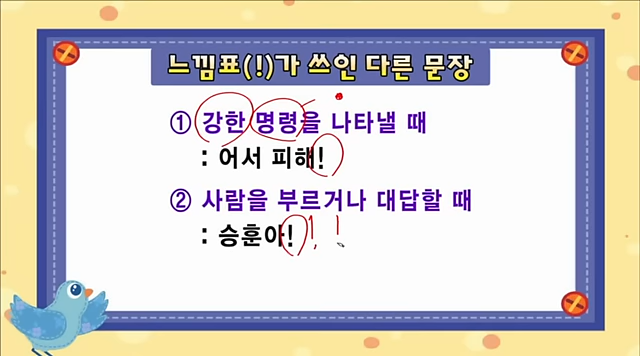 느낌표(!)가 쓰인 다른 문장
① 강한 명령을 나타낼 때
: 어서 피해!
② 사람을 부르거나 대답할 때
: 승훈아! ! !